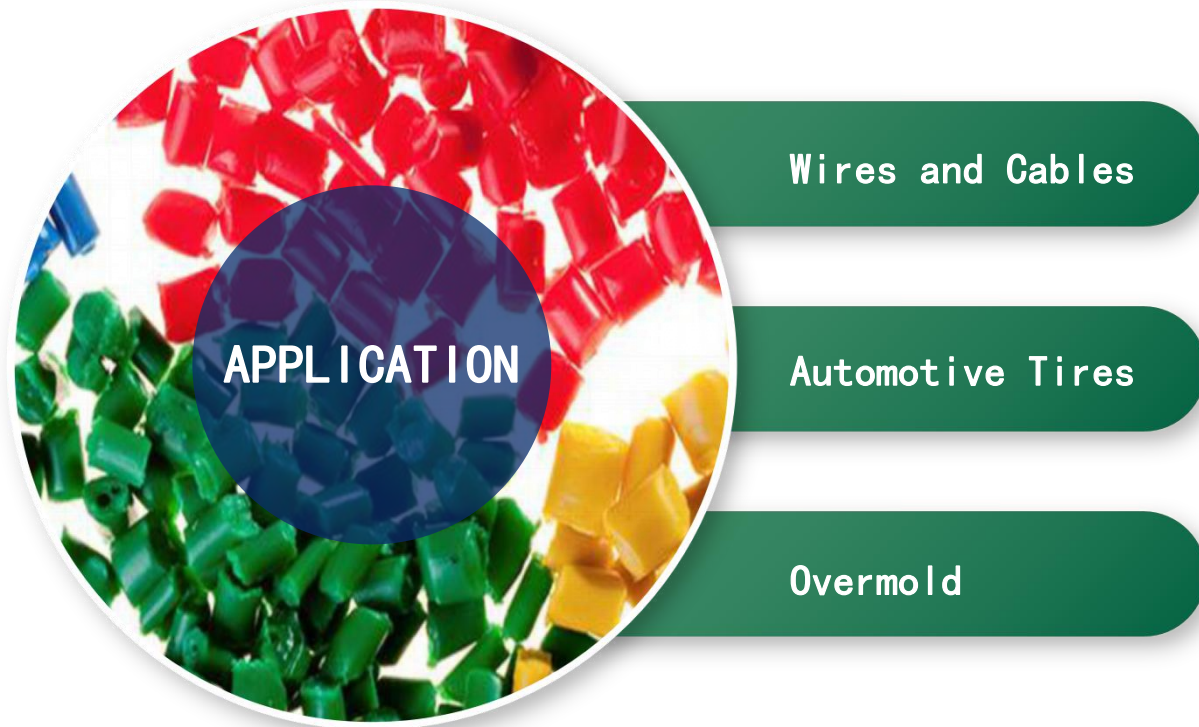 APPLICATION
Wires and Cables
Automotive Tires
Overmold